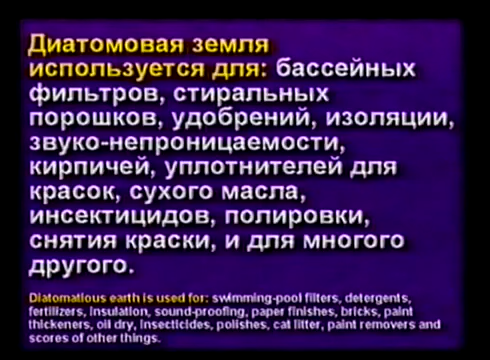 Диатомовая земля
используется для: бассейных
фильтров, стиральных
порошков, удобрений, изоляции,
звуко-непроницаемости,
кирпичей, уплотнителей для
красок, сухого масла,
инсектицидов, полировки,
снятия краски, и для многого
другого.
Diatomatious earth is used for: swimming-pool filters, detergents,
fertilizers, insulation, sound-proofing, paper finishes, bricks, paint
thickeners, oil dry, insecticides, polishes, cat litter, paint removers and
scores of other things.